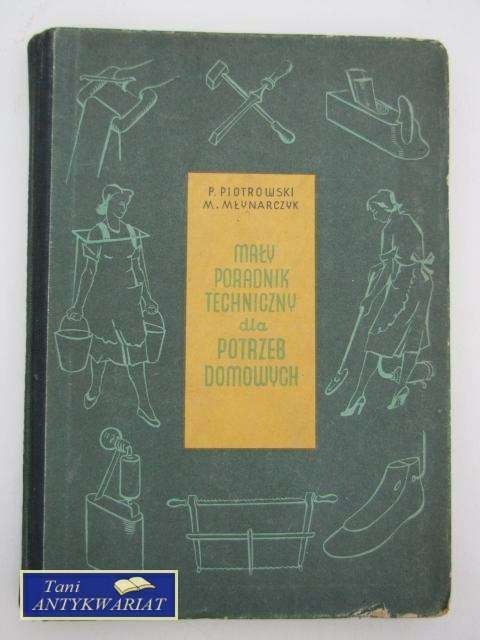 P. PIOTROWSKI
M. MŁYNARCZYK
MAŁY
PORADNIK
TECHNICZNY
dla
POTRZEB
DOMOWYCH
Tani
ANTYKWARIAT